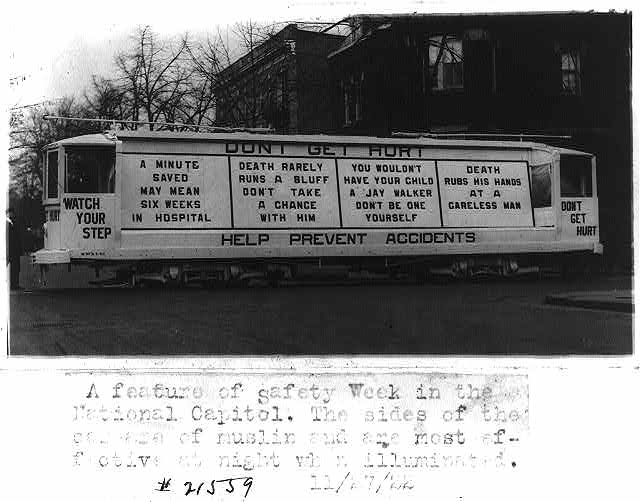 DONT GET HURT
A MINUTE
SAVED
MAY MEAN
SIX WEEKS
IN HOSPITAL
DEATH RARELY
RUNS A BLUFF
DON'T TAKE
A CHANCE
WITH HIM
YOU WOULDN'T
HAVE YOUR CHILD
A JAY WALKER
DON'T BE ONE
YOURSELF
DEATH
RUBS HIS HANDS
AT A
CARELESS MAN
WATCH
YOUR
STEP
DON'T
GET
HURT
HELP PREVENT ACCIDENTS
A feature of safety Week in the
National Capitol. The sides of the
car are of muslin and are most ef-
fective at night when illuminated.
# 21559
11/27/22